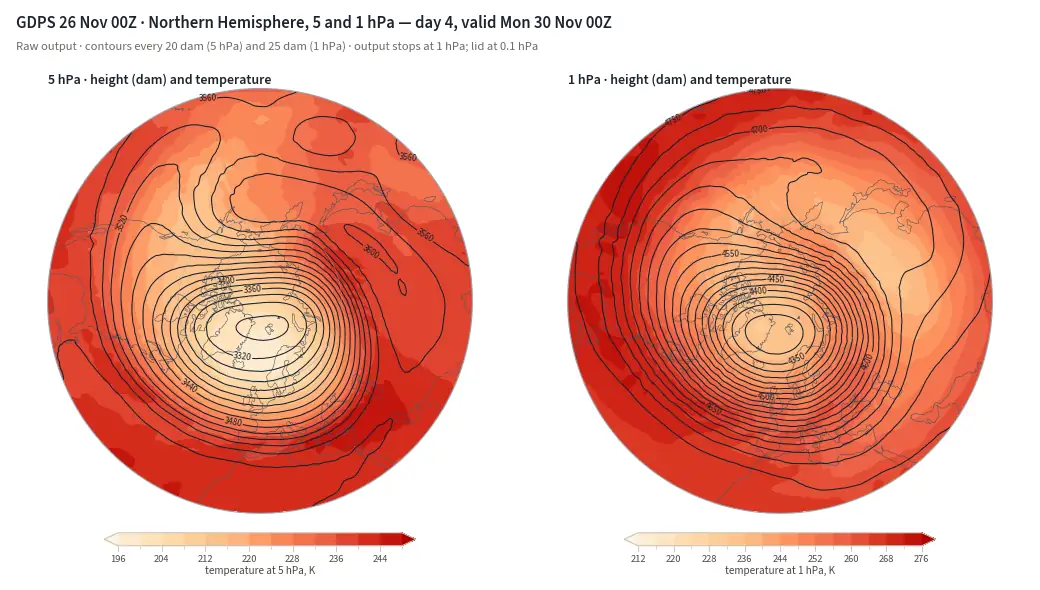 GDPS 26 Nov 00Z · Northern Hemisphere, 5 and 1 hPa — day 4, valid Mon 30 Nov 00Z
Raw output · contours every 20 dam (5 hPa) and 25 dam (1 hPa) · output stops at 1 hPa; lid at 0.1 hPa
5 hPa · height (dam) and temperature
3560
3560
3520
3560
3600
3400
3360
3320
3440
3480
196 204 212 220 228 236 244
temperature at 5 hPa, K
1 hPa · height (dam) and temperature
4200
4550
4450
4400
4350
212 220 228 236 244 252 260 268 276
temperature at 1 hPa, K